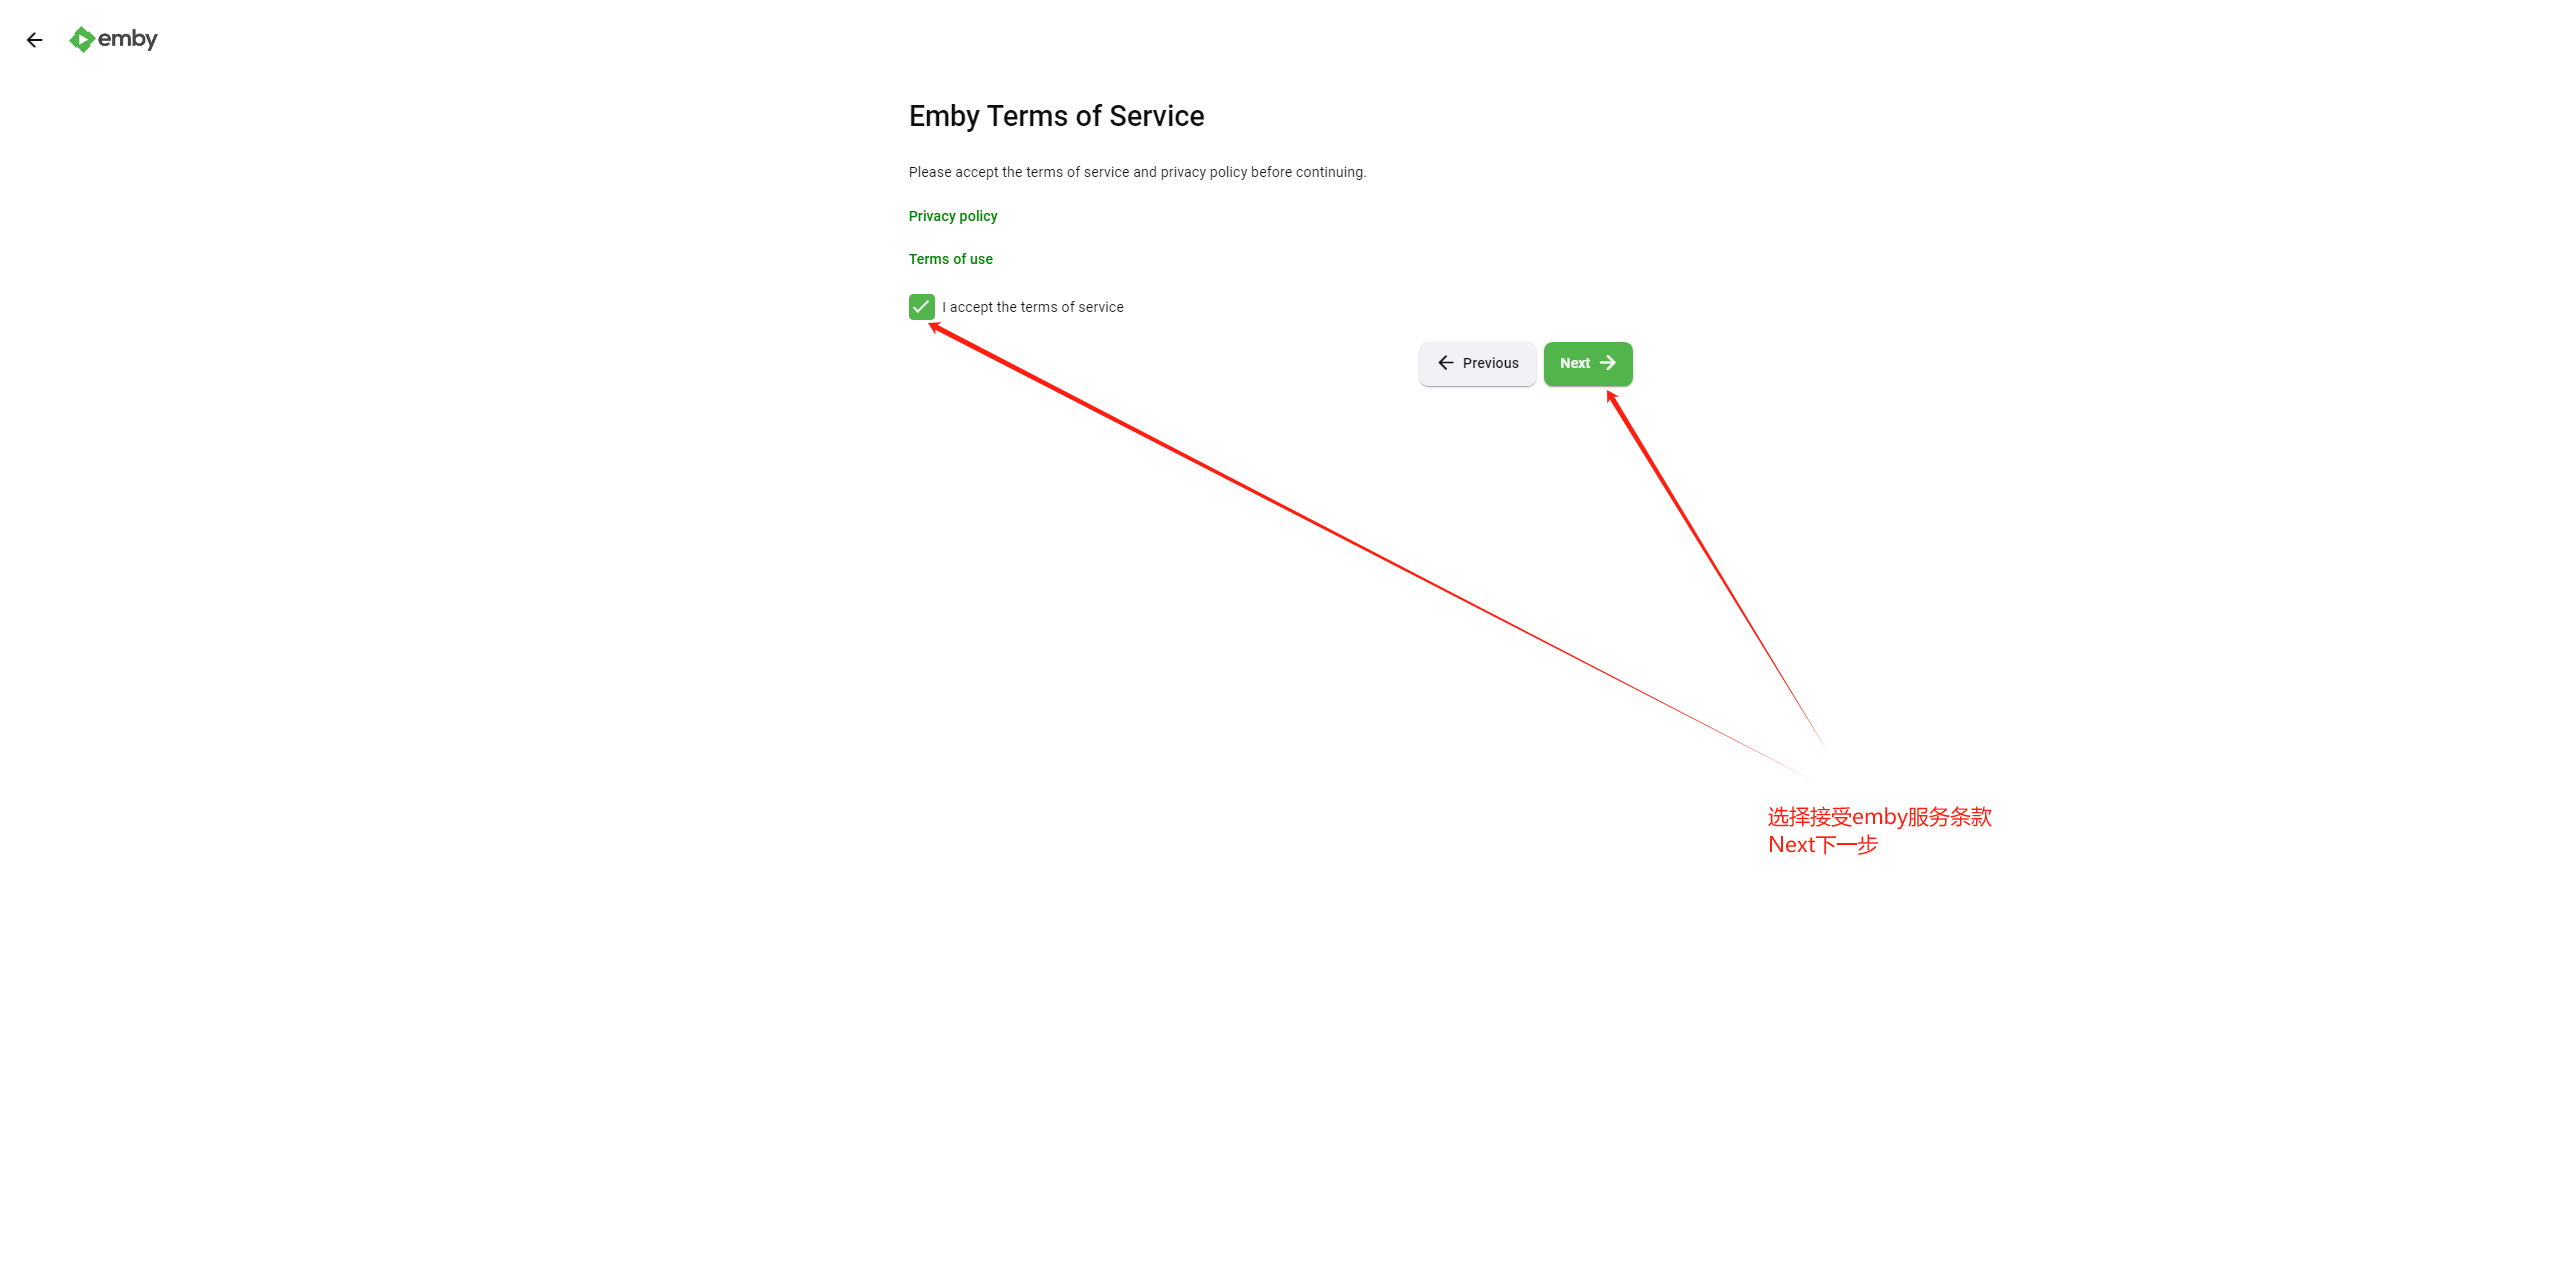 emby
Emby Terms of Service
Please accept the terms of service and privacy policy before continuing.
Privacy policy
Terms of use
I accept the terms of service
Previous
Next
选择接受emby服务条款
Next下一步